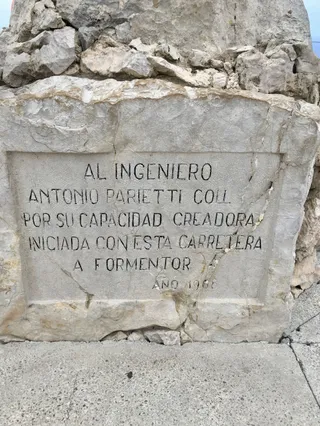 AL INGENIERO
ANTONIO PARIETTI COLL
POR SU CAPACIDAD CREADORA
INICIADA CON ESTA CARRETERA
A FORMENTOR
AÑO